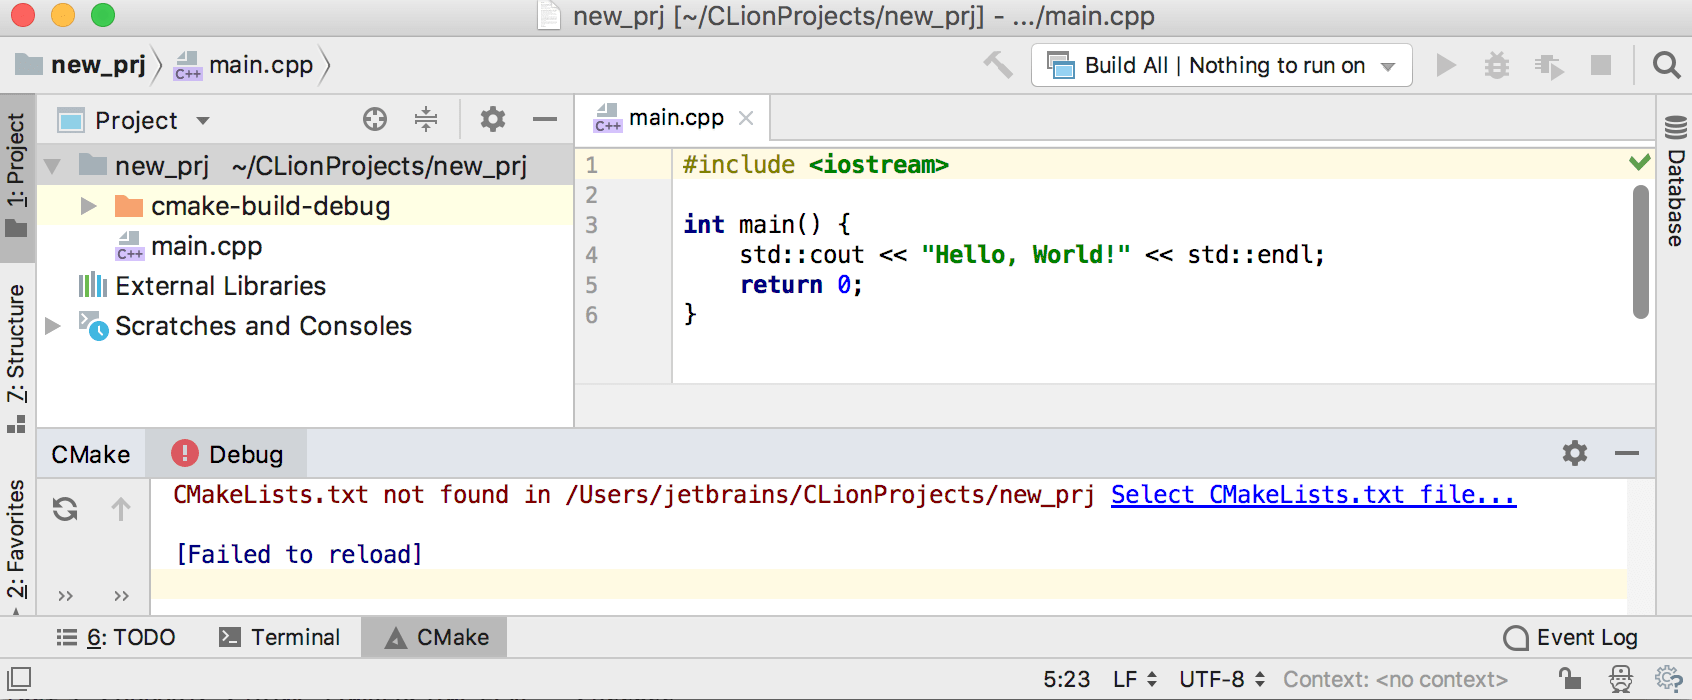 new_prj [~/CLionProjects/new_prj] - .../main.cpp
new_prj main.cpp
Build All | Nothing to run on
1: Project
7: Structure
2: Favorites
Project
new_prj ~/CLionProjects/new_prj
cmake-build-debug
C++ main.cpp
External Libraries
Scratches and Consoles
C++ main.cpp
1 #include <iostream>
2
3 int main() {
4 std::cout << "Hello, World!" << std::endl;
5 return 0;
6 }
Database
CMake Debug
CMakeLists.txt not found in /Users/jetbrains/CLionProjects/new_prj Select CMakeLists.txt file...
[Failed to reload]
6: TODO Terminal CMake Event Log
5:23 LF UTF-8 Context: <no context>